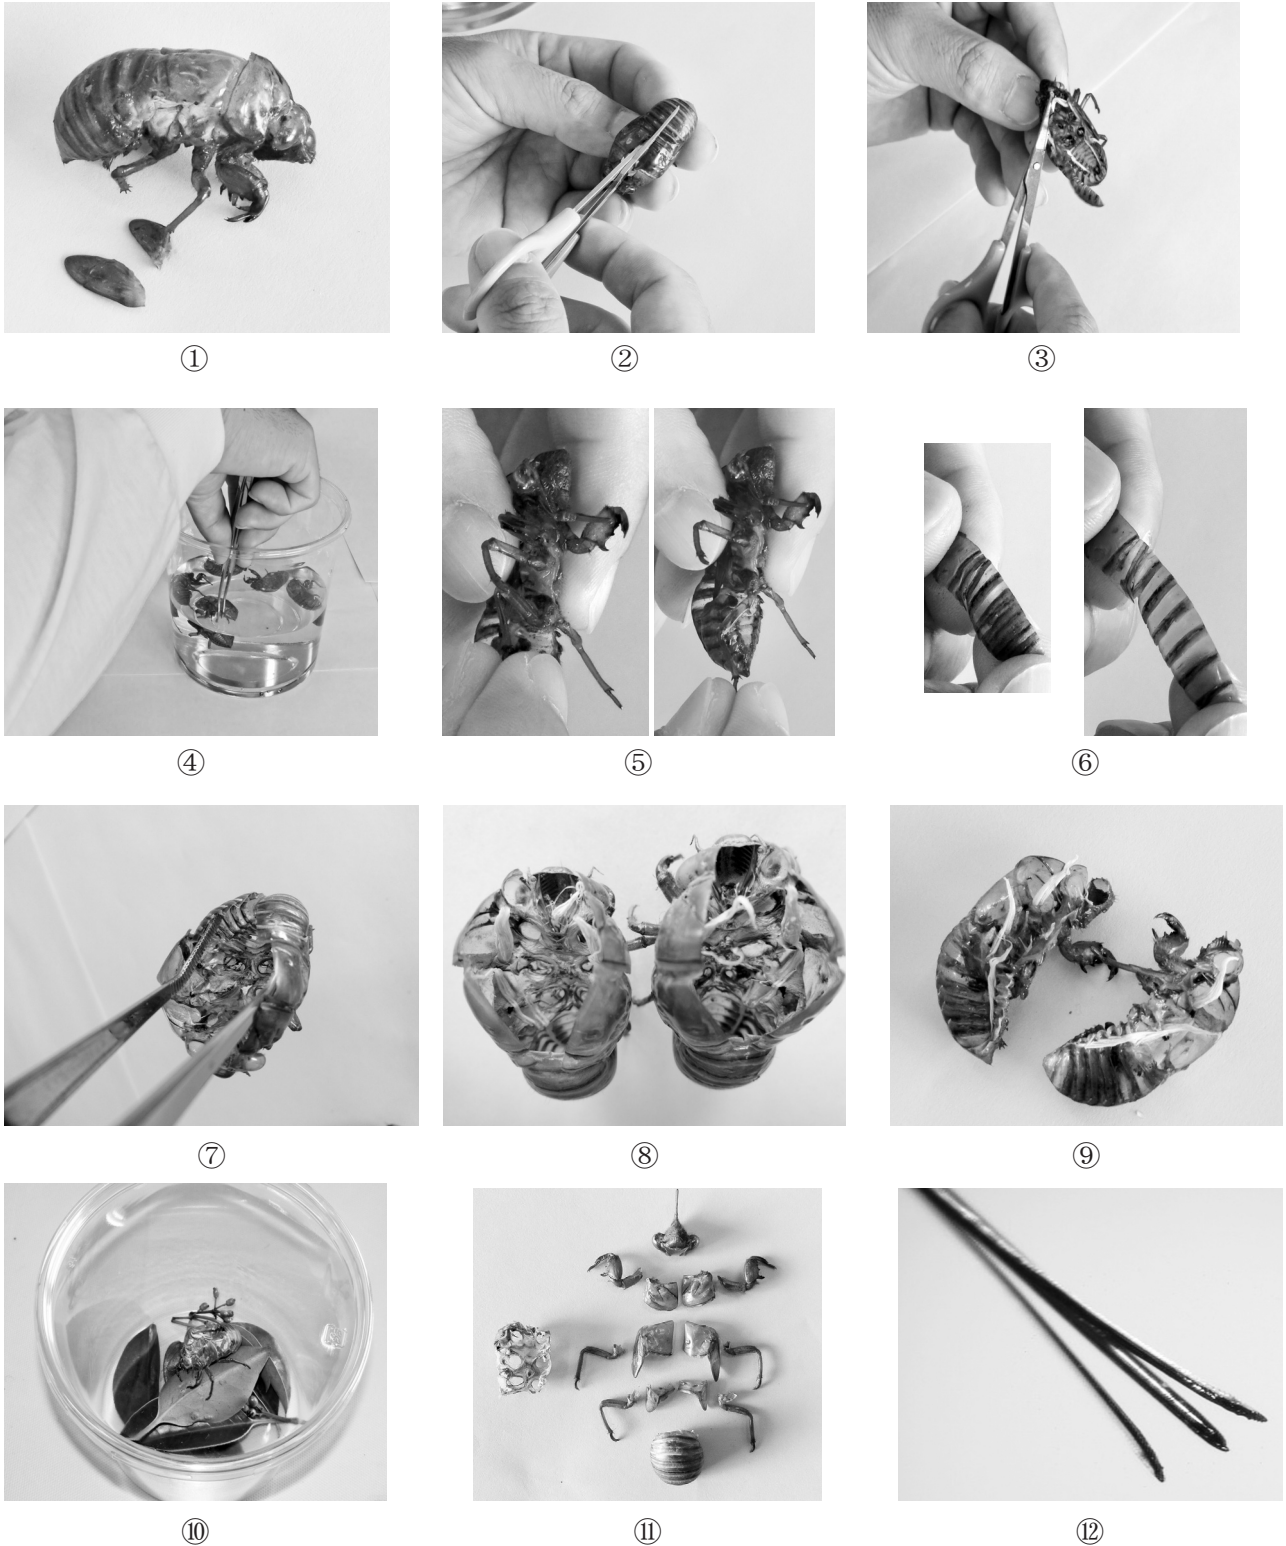 ① ② ③
④ ⑤ ⑥
⑦ ⑧ ⑨
⑩ ⑪ ⑫